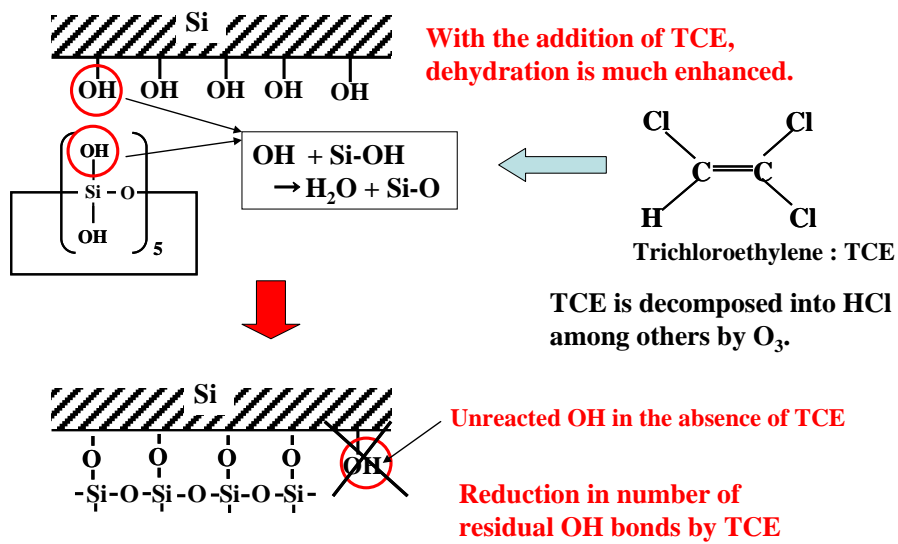 Si
With the addition of TCE,
dehydration is much enhanced.
OH OH OH OH OH
Cl
Cl
OH
OH + Si-OH
→H₂O + Si-O
C=C
Si - O
H
Cl
OH
5
Trichloroethylene : TCE
TCE is decomposed into HCl
among others by O₃.
Si
Unreacted OH in the absence of TCE
O O O O OH
-Si-O-Si-O-Si-O-Si-
Reduction in number of
residual OH bonds by TCE